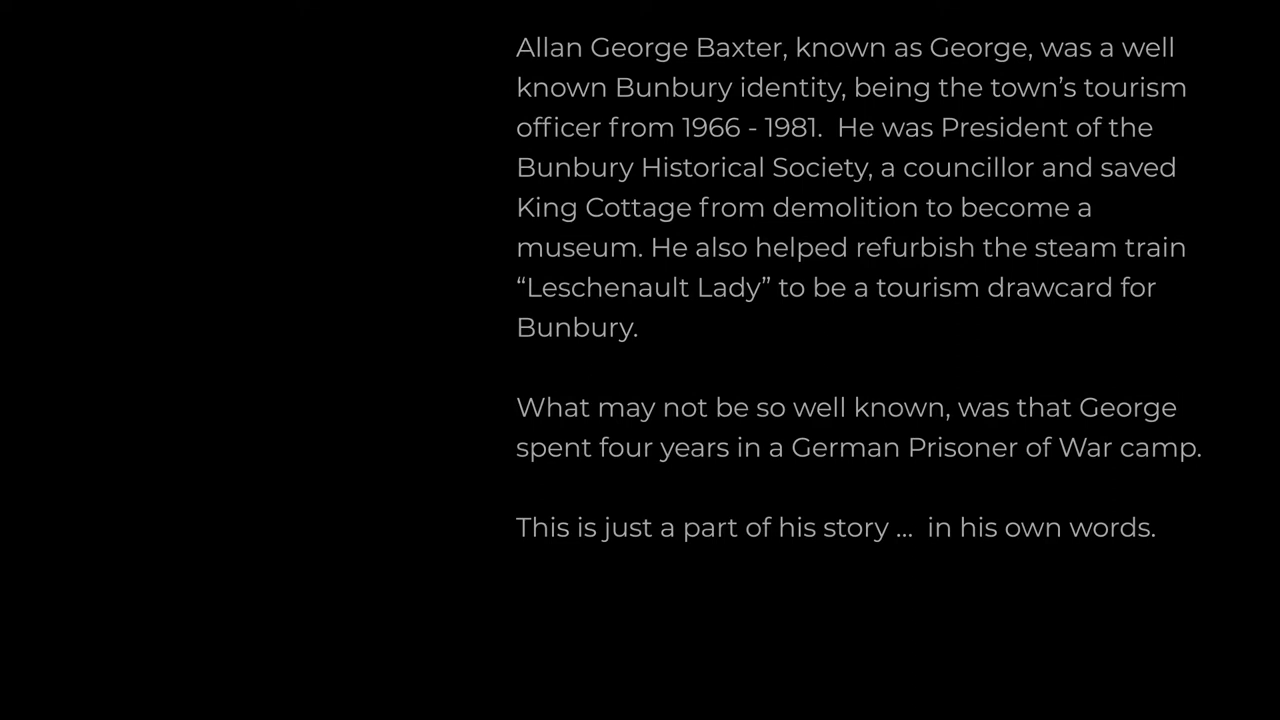 Allan George Baxter, known as George, was a well
known Bunbury identity, being the town’s tourism
officer from 1966 - 1981.  He was President of the
Bunbury Historical Society, a councillor and saved
King Cottage from demolition to become a
museum. He also helped refurbish the steam train
“Leschenault Lady” to be a tourism drawcard for
Bunbury.
What may not be so well known, was that George
spent four years in a German Prisoner of War camp.
This is just a part of his story ...  in his own words.